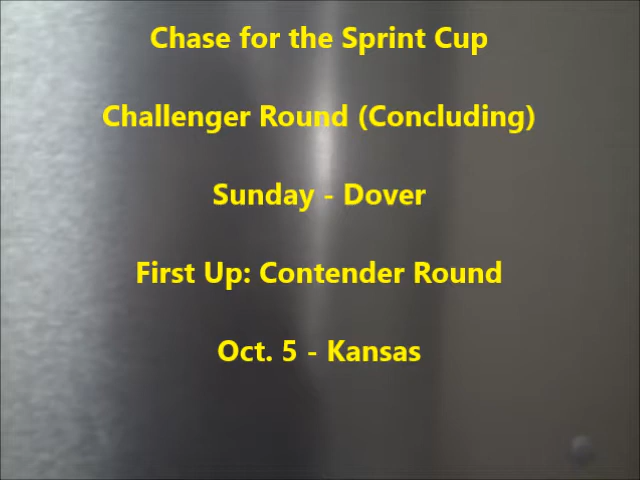 Chase for the Sprint Cup
Challenger Round (Concluding)
Sunday - Dover
First Up: Contender Round
Oct. 5 - Kansas